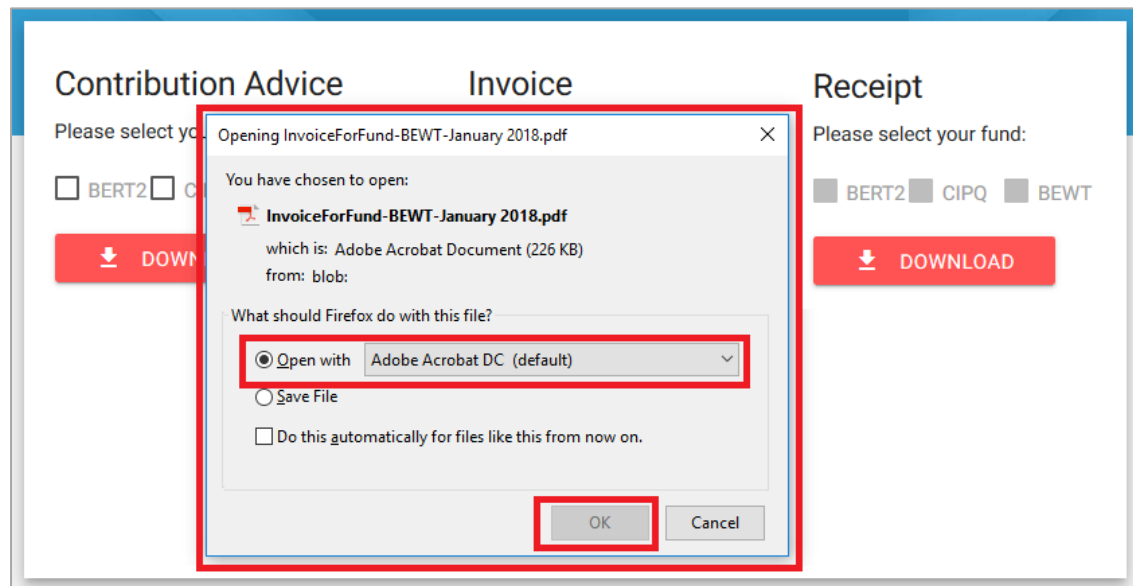 Contribution Advice
Invoice
Receipt
Please select yo
Please select your fund:
BERT2
BERT2 CIPQ BEWT
DOWN
DOWNLOAD
Opening InvoiceForFund-BEWT-January 2018.pdf
You have chosen to open:
InvoiceForFund-BEWT-January 2018.pdf
which is: Adobe Acrobat Document (226 KB)
from: blob:
What should Firefox do with this file?
Open with Adobe Acrobat DC (default)
Save File
Do this automatically for files like this from now on.
OK Cancel